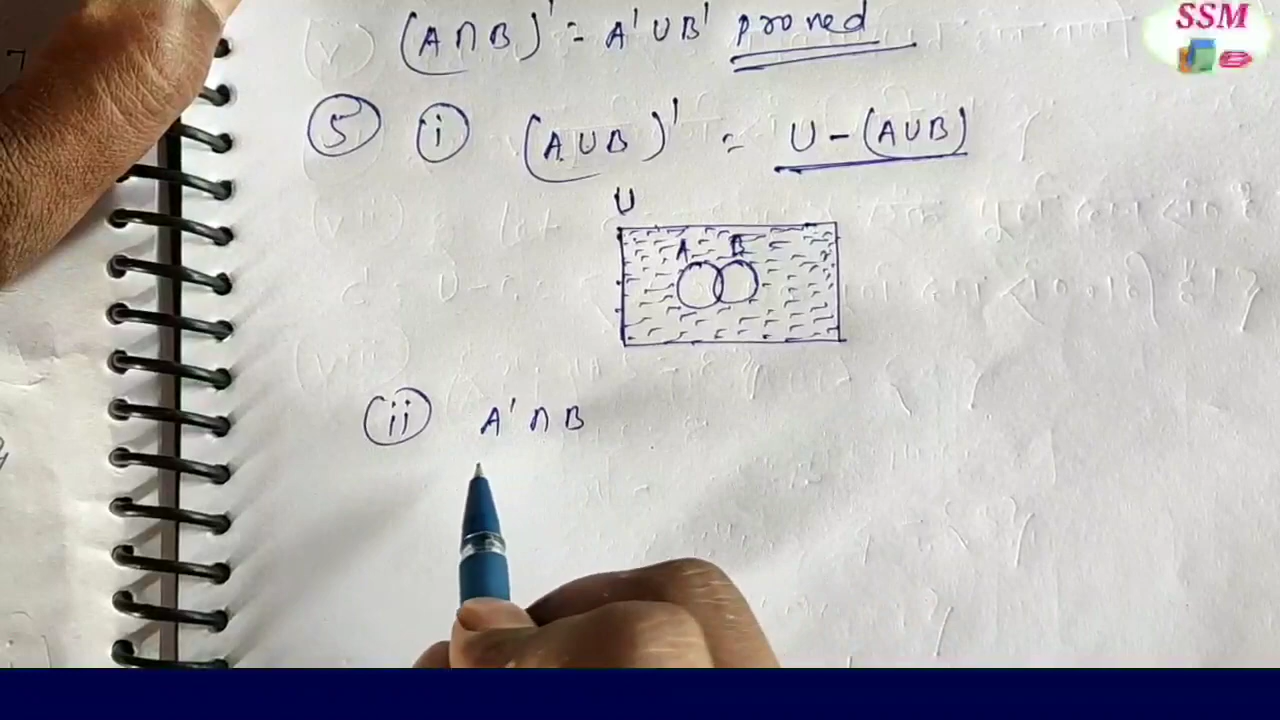 SSM
(A∩B)' = A'∪B' proved
5 (i) (A∪B)' = U-(A∪B)
U
A B
(ii) A'∩B